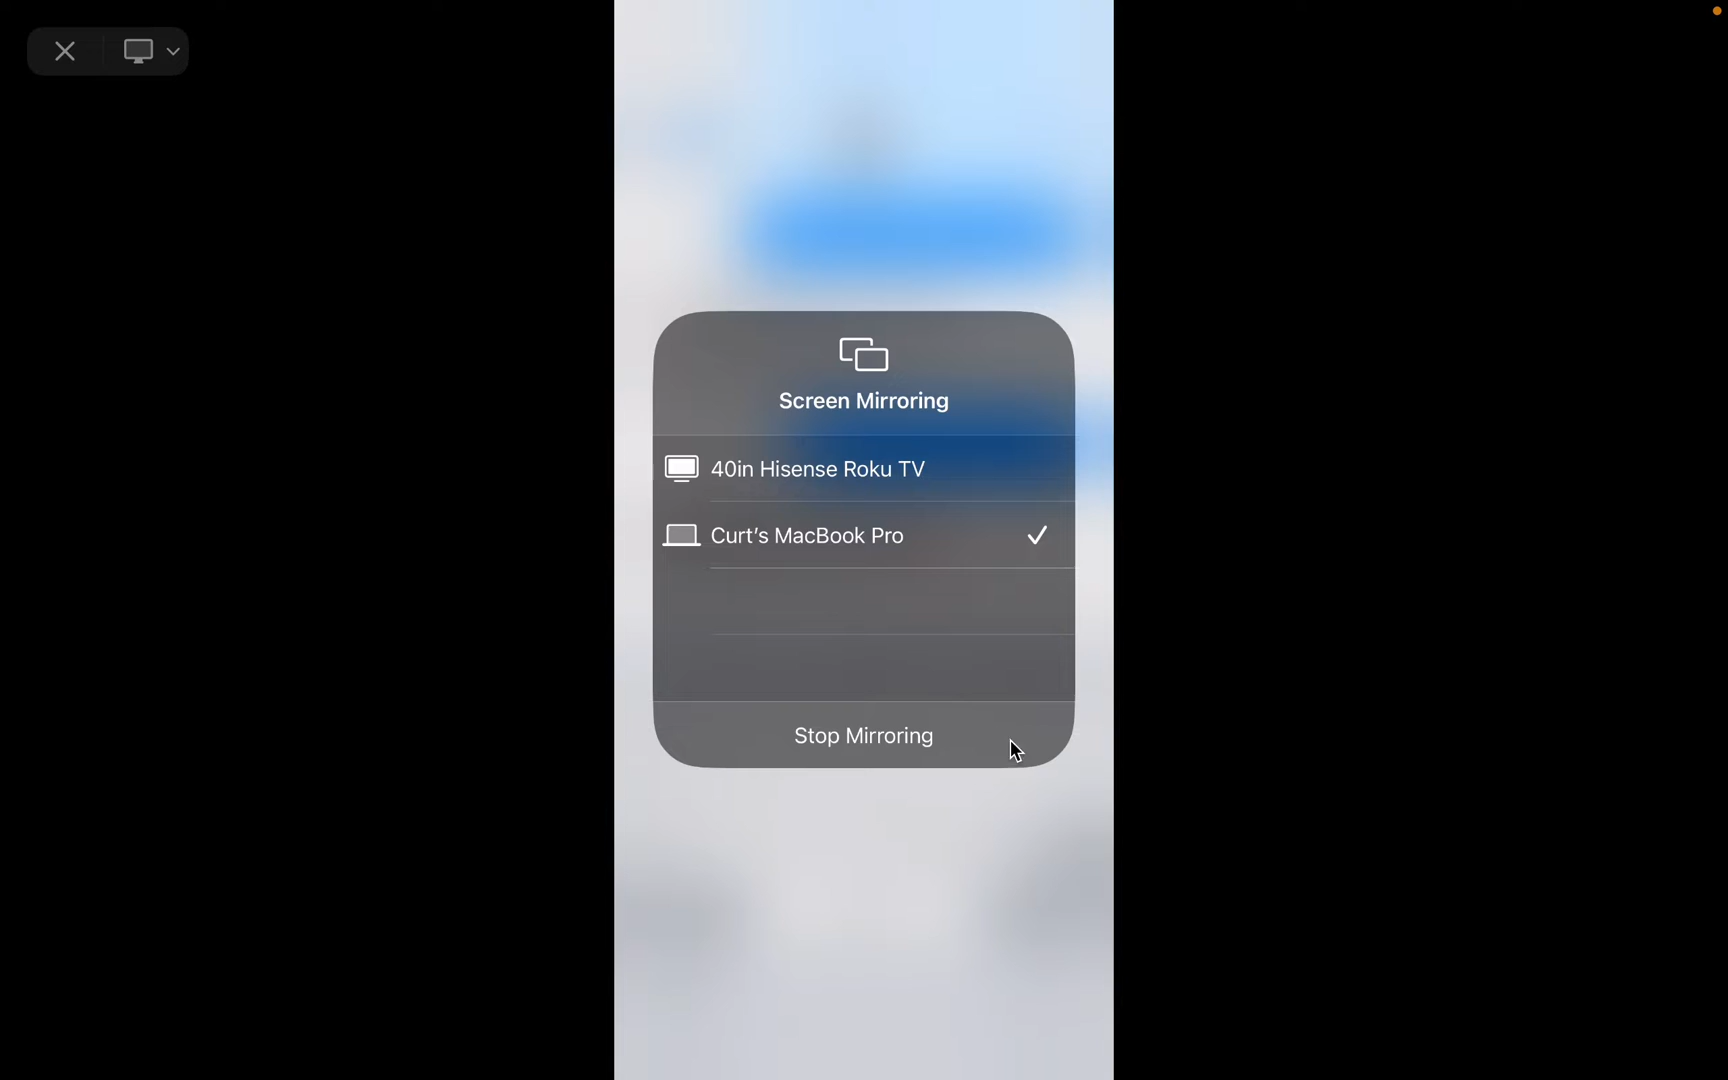 Screen Mirroring
40in Hisense Roku TV
Curt’s MacBook Pro
Stop Mirroring